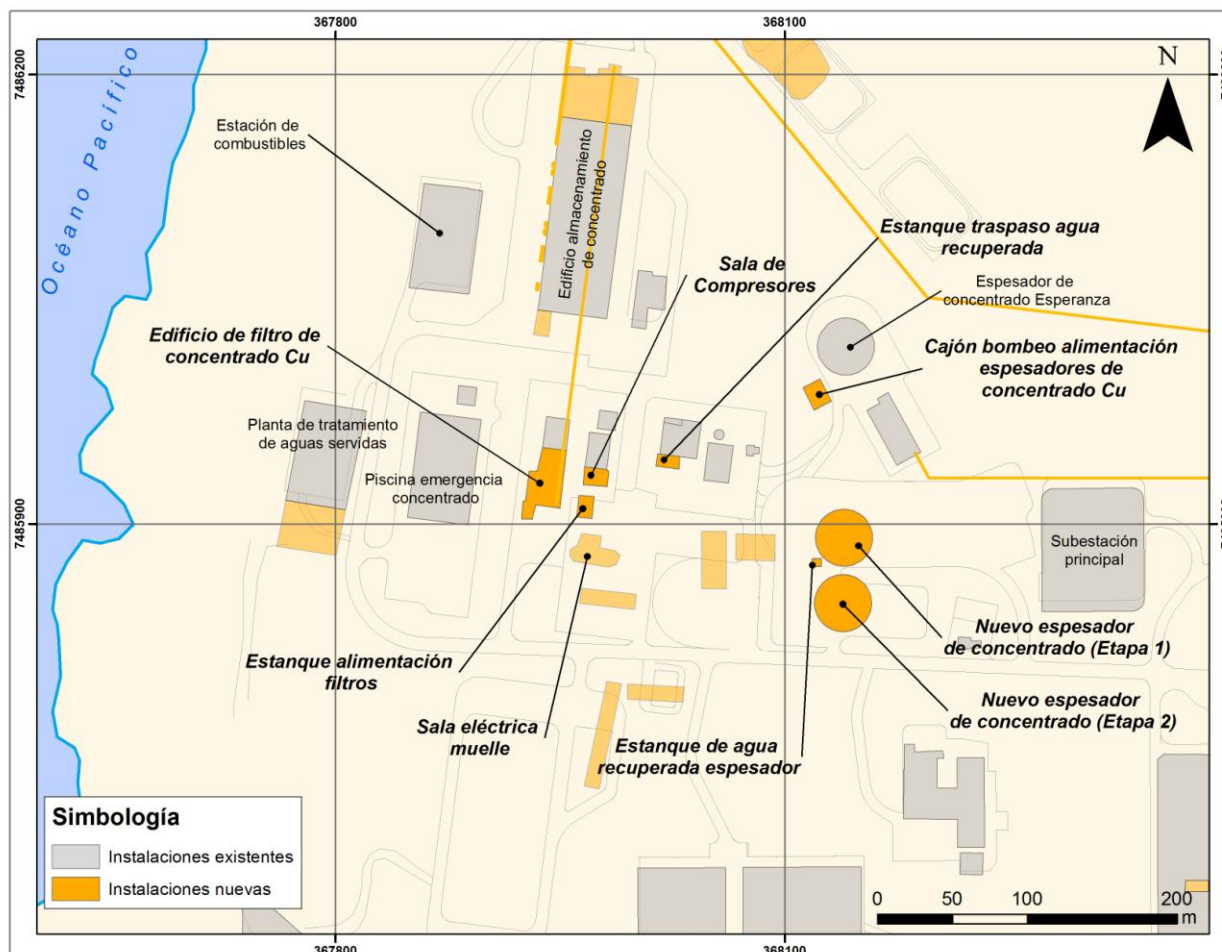 367800
368100
7486200
N
Océano Pacífico
Estación de
combustibles
Edificio almacenamiento
de concentrado
Estanque traspaso agua
recuperada
Sala de
Compresores
Espesador de
concentrado Esperanza
Edificio de filtro de
concentrado Cu
Cajón bombeo alimentación
espesadores de
concentrado Cu
Planta de tratamiento
de aguas servidas
Piscina emergencia
concentrado
7485900
Subestación
principal
Nuevo espesador
de concentrado (Etapa 1)
Estanque alimentación
filtros
Nuevo espesador
de concentrado (Etapa 2)
Sala eléctrica
muelle
Estanque de agua
recuperada espesador
Simbología
Instalaciones existentes
Instalaciones nuevas
0 50 100 200
m
367800
368100